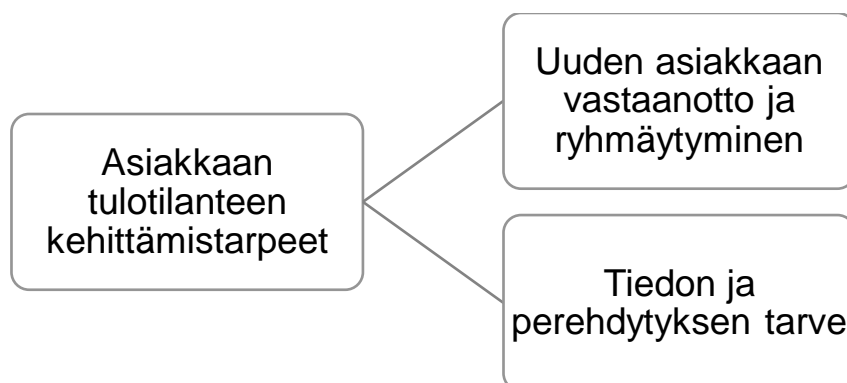 Uuden asiakkaan
vastaanotto ja
ryhmäytyminen
Asiakkaan
tulotilanteen
kehittämistarpeet
Tiedon ja
perehdytyksen tarve